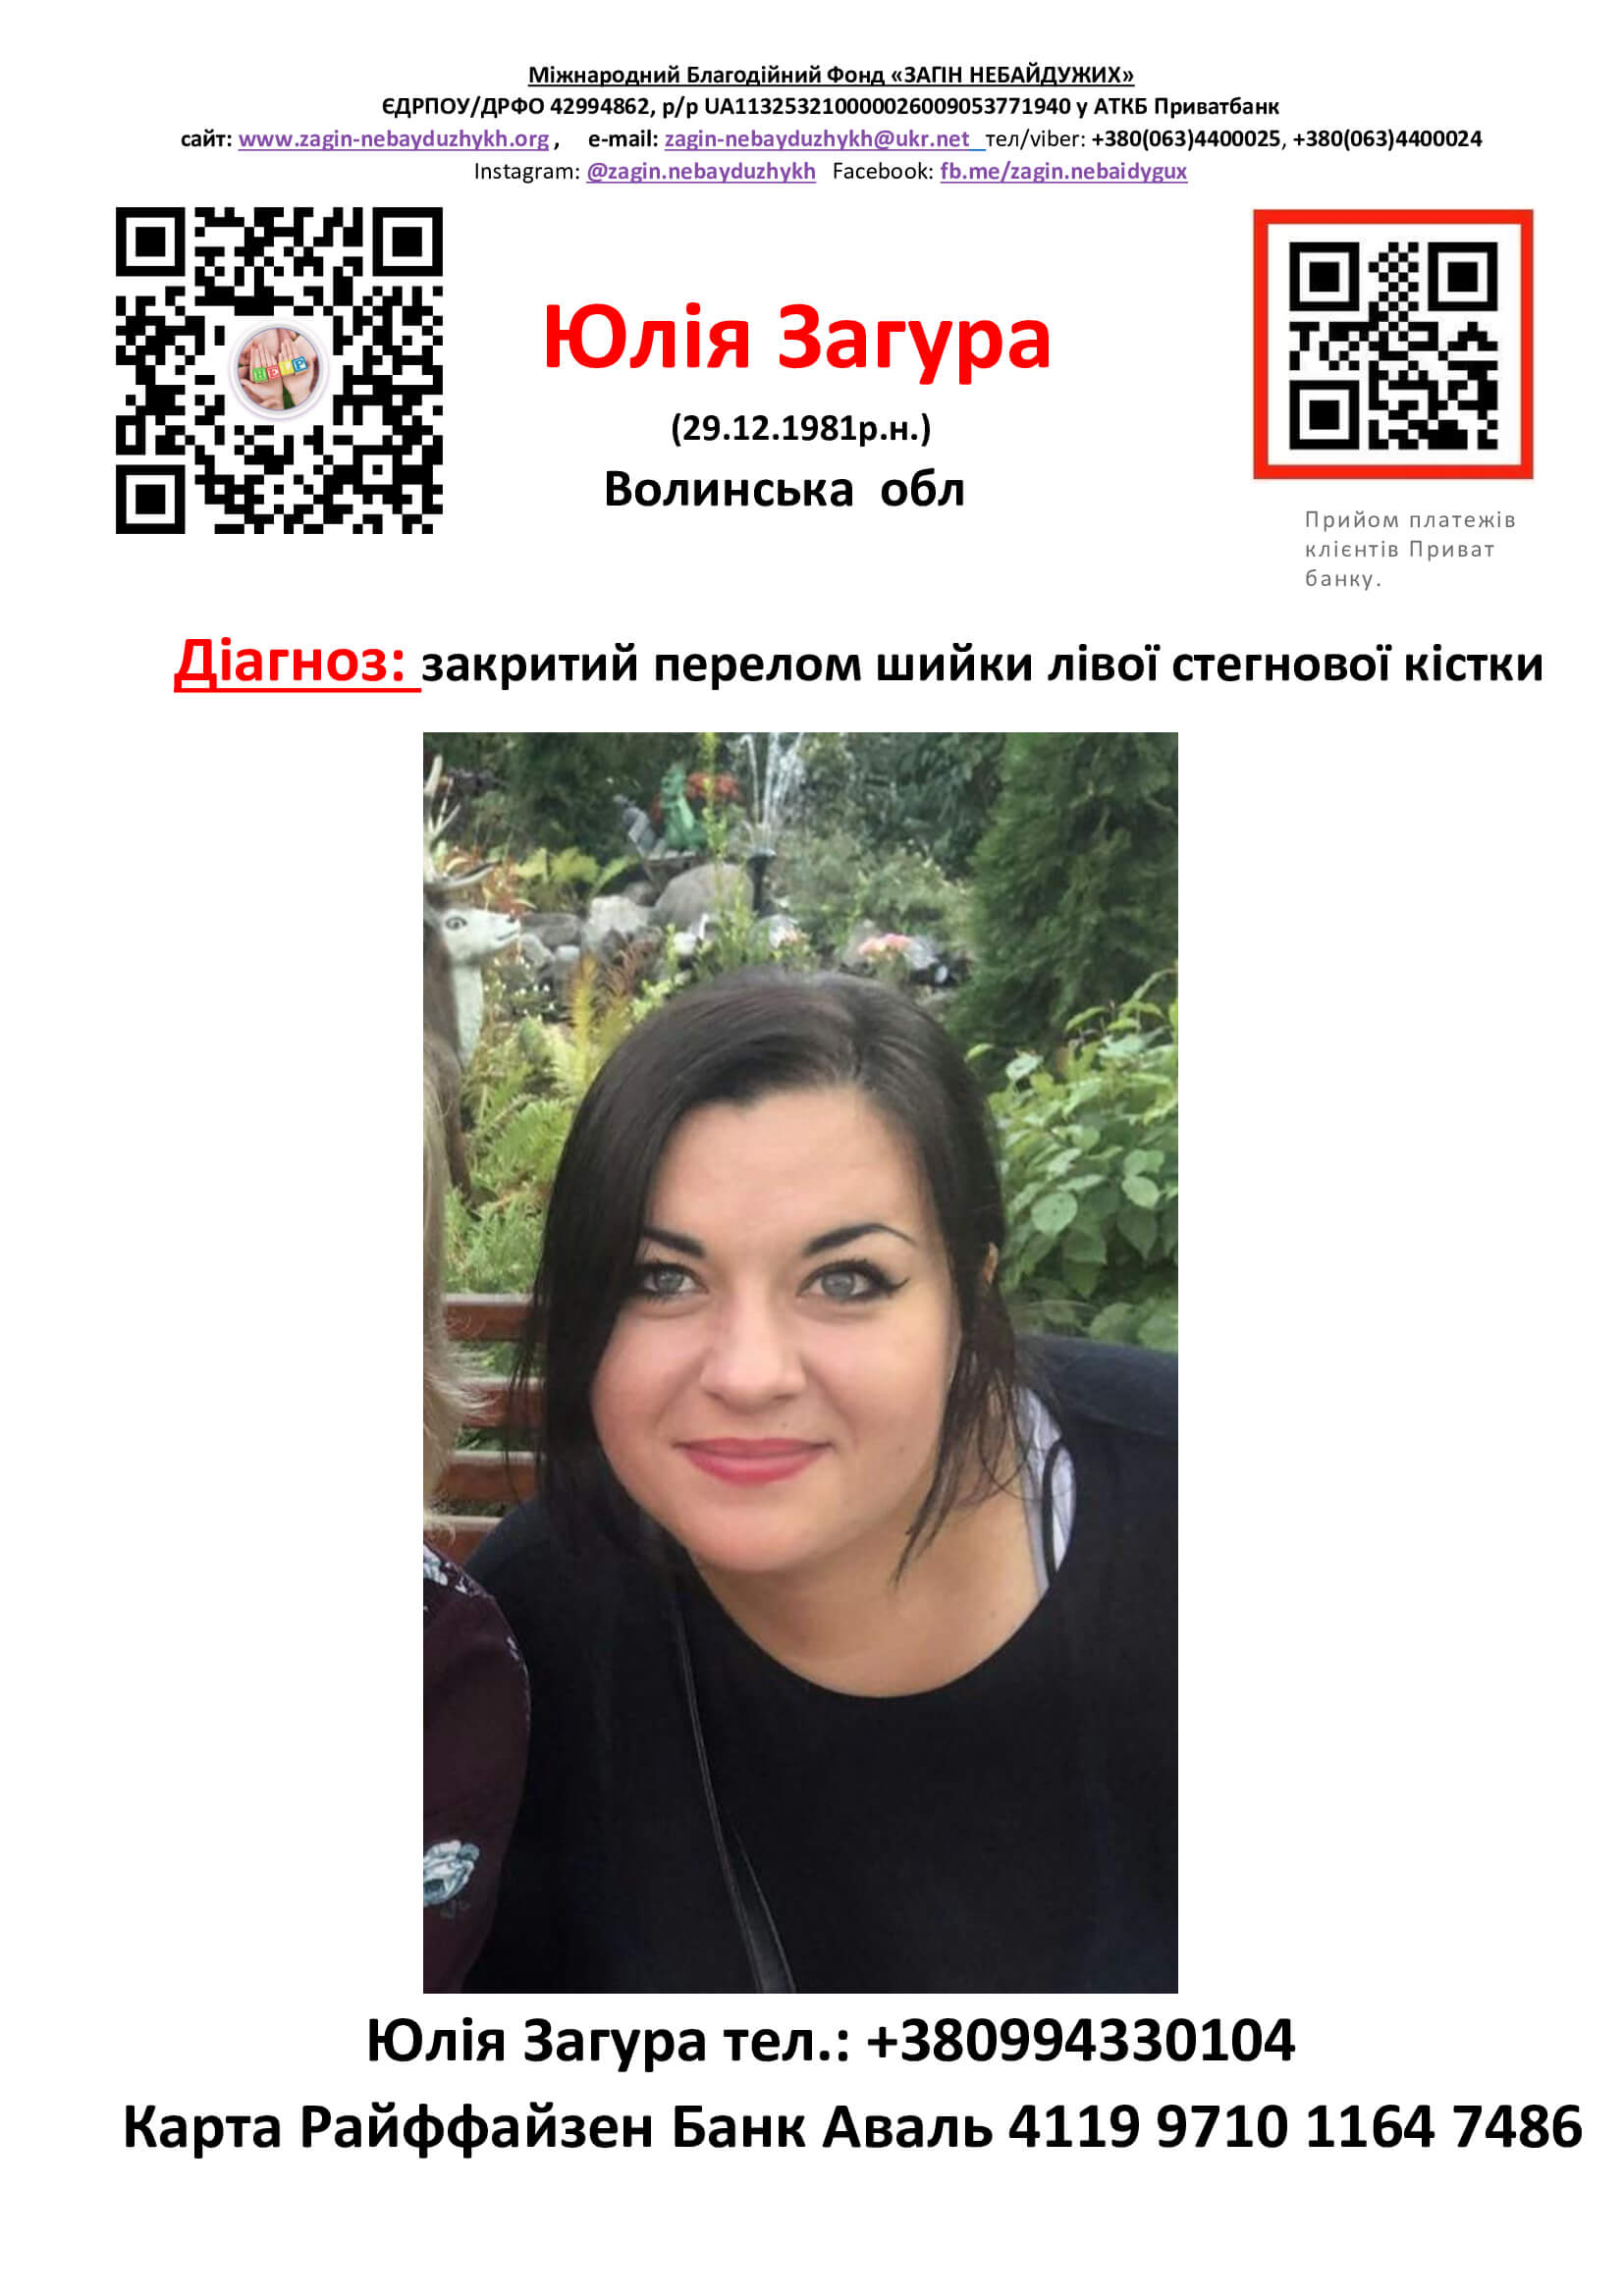 Міжнародний Благодійний Фонд «ЗАГІН НЕБАЙДУЖИХ»
ЄДРПОУ/ДРФО 42994862, р/р UA113253210000026009053771940 у АТКБ Приватбанк
сайт: www.zagin-nebayduzhykh.org , e-mail: zagin-nebayduzhykh@ukr.net тел/viber: +380(063)4400025, +380(063)4400024
Instagram: @zagin.nebayduzhykh Facebook: fb.me/zagin.nebaidygux
HELP
Юлія Загура
(29.12.1981р.н.)
Волинська обл
Прийом платежів
клієнтів Приват
банку.
Діагноз: закритий перелом шийки лівої стегнової кістки
Юлія Загура тел.: +380994330104
Карта Райффайзен Банк Аваль 4119 9710 1164 7486